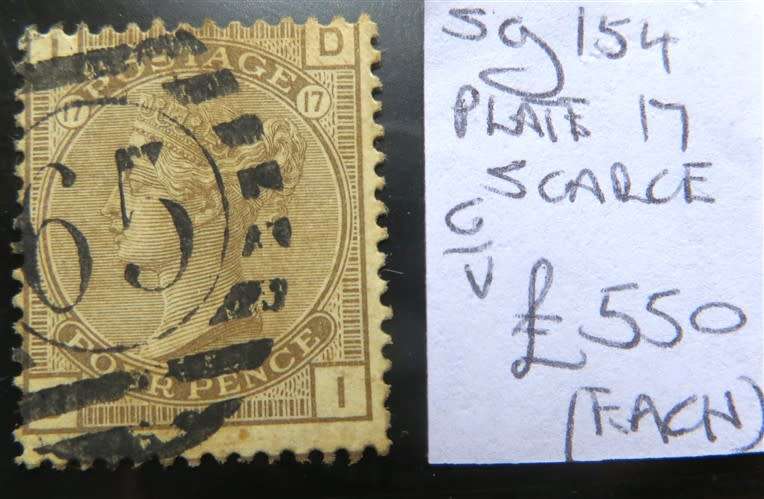 I D
POSTAGE
17 17
65
FOUR PENCE
I
SG 154
PLATE 17
SCARCE
C/V
£550
(EACH)